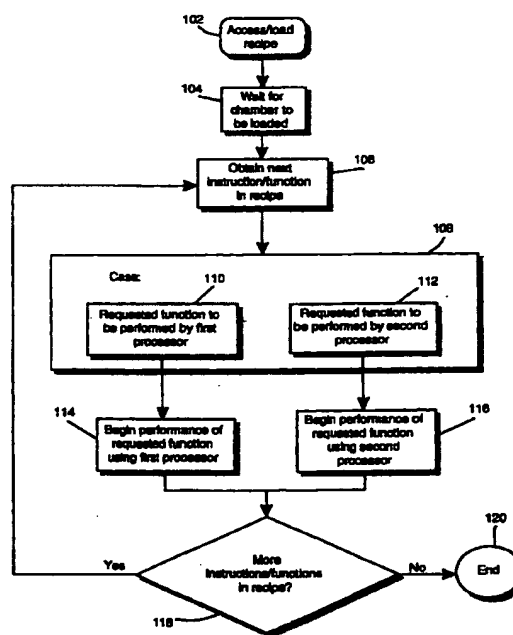 102
Access/load
recipe
104
Wait for
chamber to
be loaded
106
Obtain next
instruction/function
in recipe
108
Case:
110
Requested function to
be performed by first
processor
112
Requested function to
be performed by second
processor
114
Begin performance of
requested function
using first processor
116
Begin performance of
requested function
using second
processor
Yes
More
instructions/functions
in recipe?
No
118
120
End